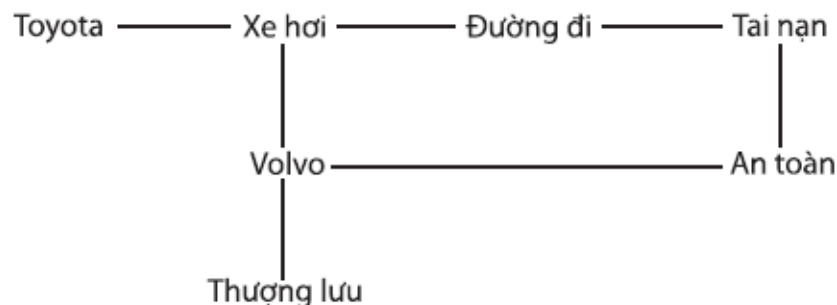 Toyota Xe hơi Đường đi Tai nạn
Volvo An toàn
Thượng lưu